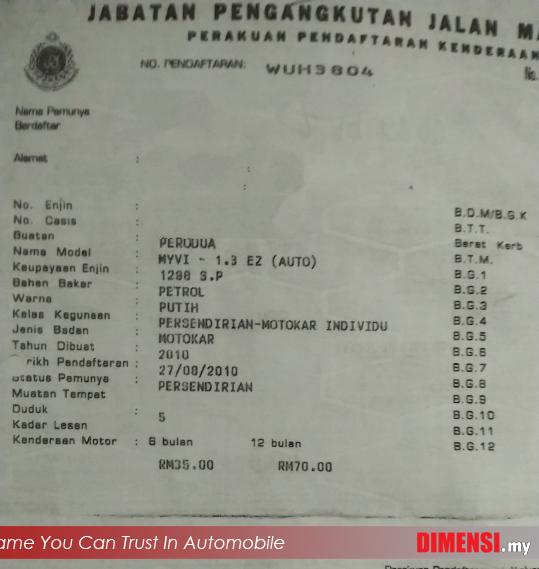 JABATAN PENGANGKUTAN JALAN
PERAKUAN PENDAFTARAN KENDERAAN
NO. PENDAFTARAN: WUH3804
No.
Nama Pemunya
Berdaftar
Alamat :
:
No. Enjin : B.D.M/B.G.K
No. Casis : B.T.T.
Buatan : PERODUA Berat Kerb
Nama Model : MYVI - 1.3 EZ (AUTO) B.T.M.
Keupayaan Enjin : 1298 S.P B.G.1
Bahan Bakar : PETROL B.G.2
Warna : PUTIH B.G.3
Kelas Kegunaan : PERSENDIRIAN-MOTOKAR INDIVIDU B.G.4
Jenis Badan : MOTOKAR B.G.5
Tahun Dibuat : 2010 B.G.6
rikh Pendaftaran : 27/08/2010 B.G.7
Status Pemunya : PERSENDIRIAN B.G.8
Muatan Tempat B.G.9
Duduk : 5 B.G.10
Kadar Lesen B.G.11
Kenderaan Motor : 6 bulan 12 bulan B.G.12
RM35.00 RM70.00
ame You Can Trust In Automobile
DIMENSI.my